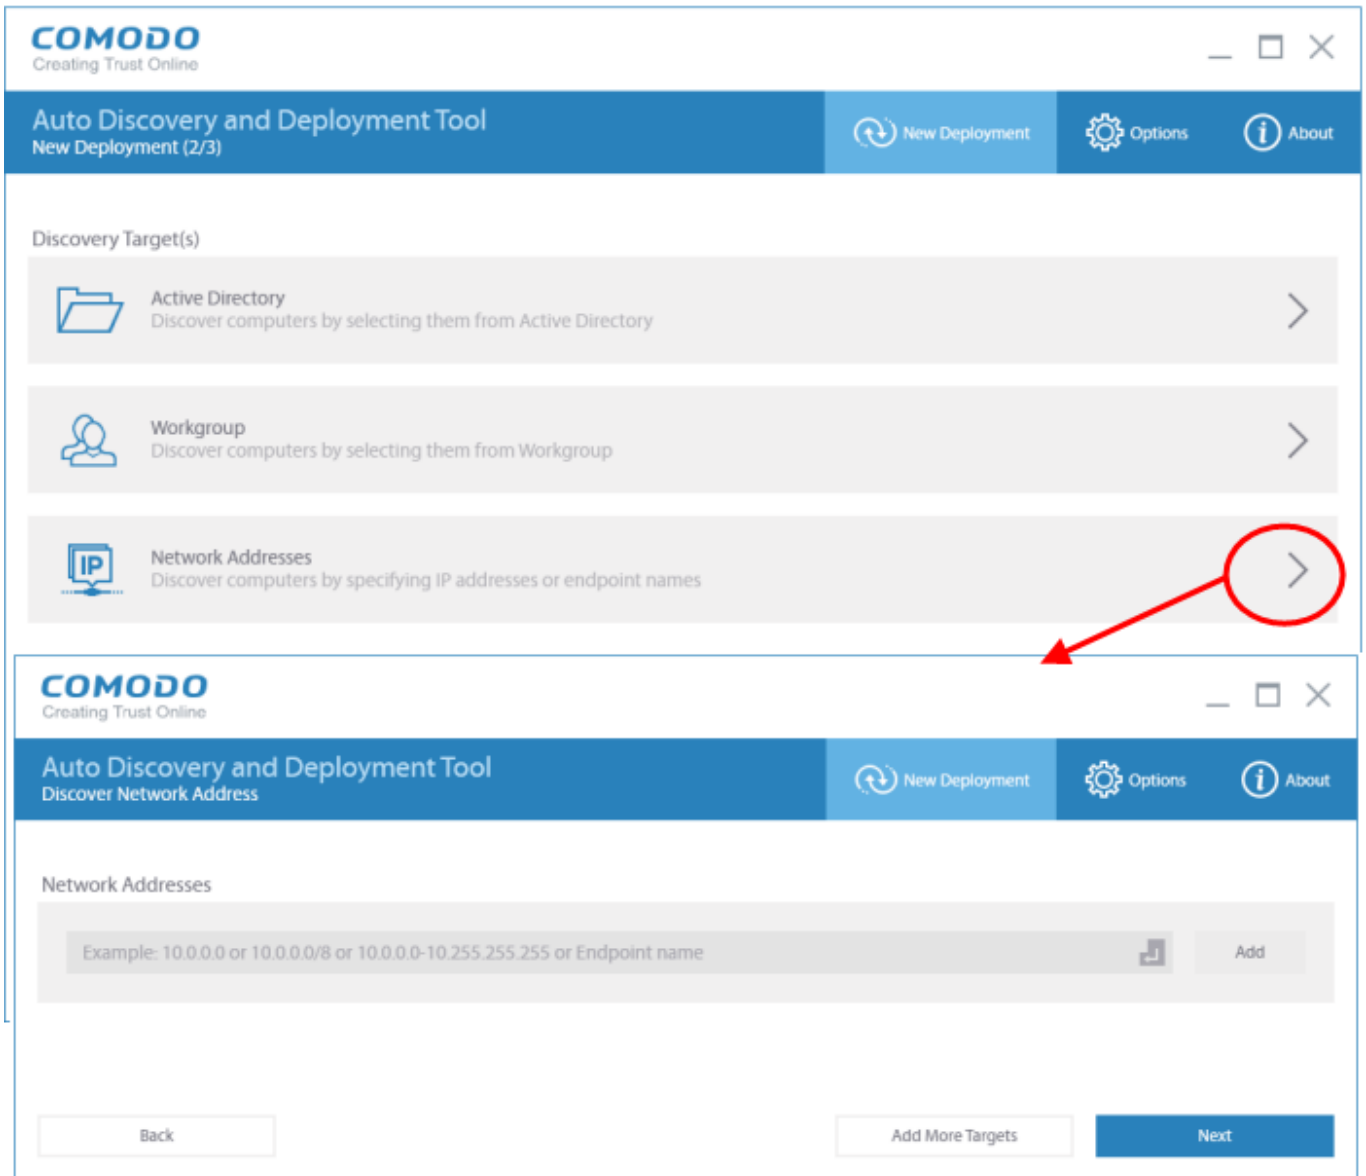 COMODO
Creating Trust Online
Auto Discovery and Deployment Tool
New Deployment (2/3)
New Deployment
Options
About
Discovery Target(s)
Active Directory
Discover computers by selecting them from Active Directory
Workgroup
Discover computers by selecting them from Workgroup
IP
Network Addresses
Discover computers by specifying IP addresses or endpoint names
COMODO
Creating Trust Online
Auto Discovery and Deployment Tool
Discover Network Address
New Deployment
Options
About
Network Addresses
Example: 10.0.0.0 or 10.0.0.0/8 or 10.0.0.0-10.255.255.255 or Endpoint name
Add
Back
Add More Targets
Next